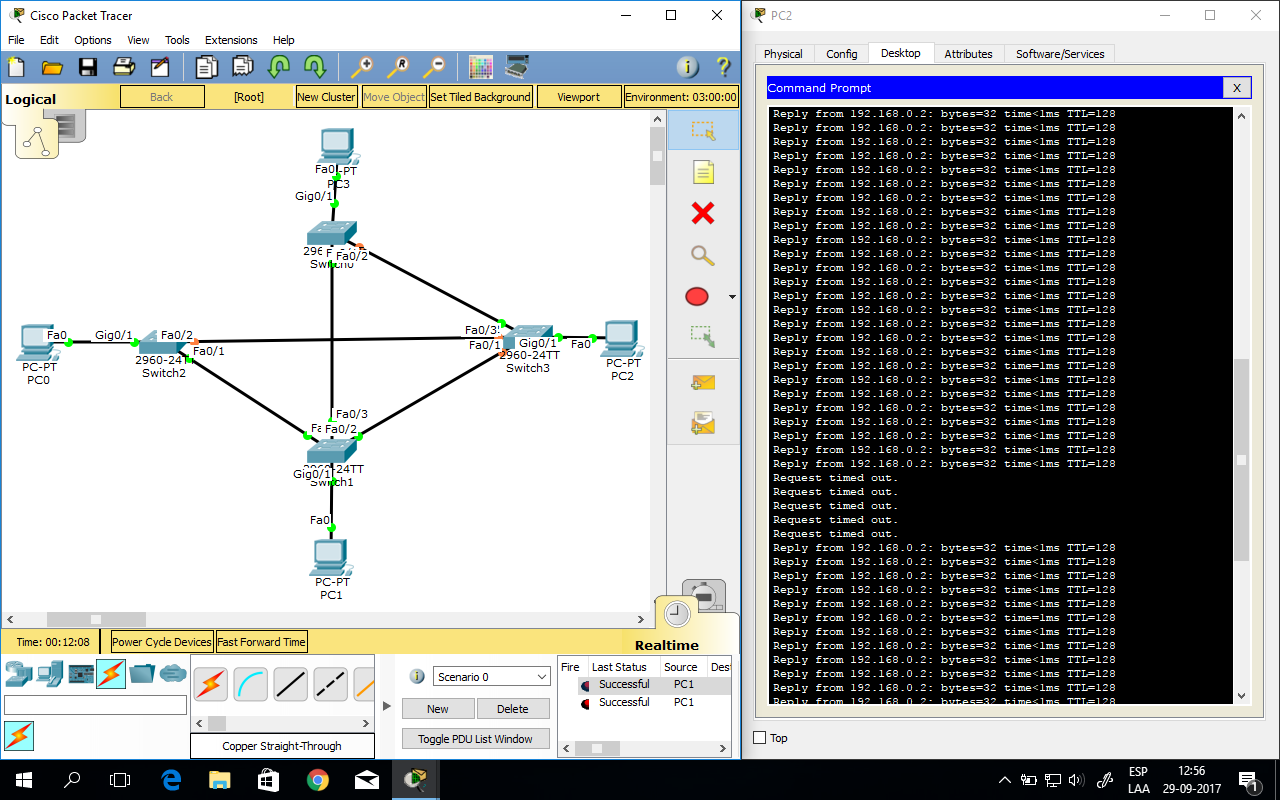 Cisco Packet Tracer
File Edit Options View Tools Extensions Help
Logical
Back
[Root]
New Cluster
Move Object
Set Tiled Background
Viewport
Environment: 03:00:00
Fa0
PC-PT
PC3
Gig0/1
Fa0/2
Switch0
Fa0
PC-PT
PC0
Gig0/1
Fa0/2
Fa0/1
2960-24TT
Switch2
Fa0/3
Gig0/1
Fa0/1
2960-24TT
Switch3
Fa0
PC-PT
PC2
Fa0/3
Fa0/2
2960-24TT
Gig0/1
Switch1
Fa0
PC-PT
PC1
Time: 00:12:08
Power Cycle Devices
Fast Forward Time
Realtime
Copper Straight-Through
Scenario 0
New
Delete
Toggle PDU List Window
Fire Last Status Source Dest
Successful PC1
Successful PC1
PC2
Physical
Config
Desktop
Attributes
Software/Services
Command Prompt
X
Reply from 192.168.0.2: bytes=32 time<1ms TTL=128
Reply from 192.168.0.2: bytes=32 time<1ms TTL=128
Reply from 192.168.0.2: bytes=32 time<1ms TTL=128
Reply from 192.168.0.2: bytes=32 time<1ms TTL=128
Reply from 192.168.0.2: bytes=32 time=1ms TTL=128
Reply from 192.168.0.2: bytes=32 time<1ms TTL=128
Reply from 192.168.0.2: bytes=32 time<1ms TTL=128
Reply from 192.168.0.2: bytes=32 time<1ms TTL=128
Reply from 192.168.0.2: bytes=32 time<1ms TTL=128
Reply from 192.168.0.2: bytes=32 time<1ms TTL=128
Reply from 192.168.0.2: bytes=32 time<1ms TTL=128
Reply from 192.168.0.2: bytes=32 time<1ms TTL=128
Reply from 192.168.0.2: bytes=32 time<1ms TTL=128
Reply from 192.168.0.2: bytes=32 time<1ms TTL=128
Reply from 192.168.0.2: bytes=32 time<1ms TTL=128
Reply from 192.168.0.2: bytes=32 time=1ms TTL=128
Reply from 192.168.0.2: bytes=32 time<1ms TTL=128
Reply from 192.168.0.2: bytes=32 time<1ms TTL=128
Reply from 192.168.0.2: bytes=32 time=1ms TTL=128
Reply from 192.168.0.2: bytes=32 time<1ms TTL=128
Reply from 192.168.0.2: bytes=32 time<1ms TTL=128
Reply from 192.168.0.2: bytes=32 time<1ms TTL=128
Reply from 192.168.0.2: bytes=32 time<1ms TTL=128
Reply from 192.168.0.2: bytes=32 time<1ms TTL=128
Reply from 192.168.0.2: bytes=32 time<1ms TTL=128
Reply from 192.168.0.2: bytes=32 time<1ms TTL=128
Request timed out.
Request timed out.
Request timed out.
Request timed out.
Request timed out.
Reply from 192.168.0.2: bytes=32 time<1ms TTL=128
Reply from 192.168.0.2: bytes=32 time<1ms TTL=128
Reply from 192.168.0.2: bytes=32 time<1ms TTL=128
Reply from 192.168.0.2: bytes=32 time<1ms TTL=128
Reply from 192.168.0.2: bytes=32 time<1ms TTL=128
Reply from 192.168.0.2: bytes=32 time=1ms TTL=128
Reply from 192.168.0.2: bytes=32 time<1ms TTL=128
Reply from 192.168.0.2: bytes=32 time<1ms TTL=128
Reply from 192.168.0.2: bytes=32 time<1ms TTL=128
Reply from 192.168.0.2: bytes=32 time<1ms TTL=128
Reply from 192.168.0.2: bytes=32 time<1ms TTL=128
Reply from 192.168.0.2: bytes=32 time<1ms TTL=128
Top
ESP
LAA
12:56
29-09-2017
1